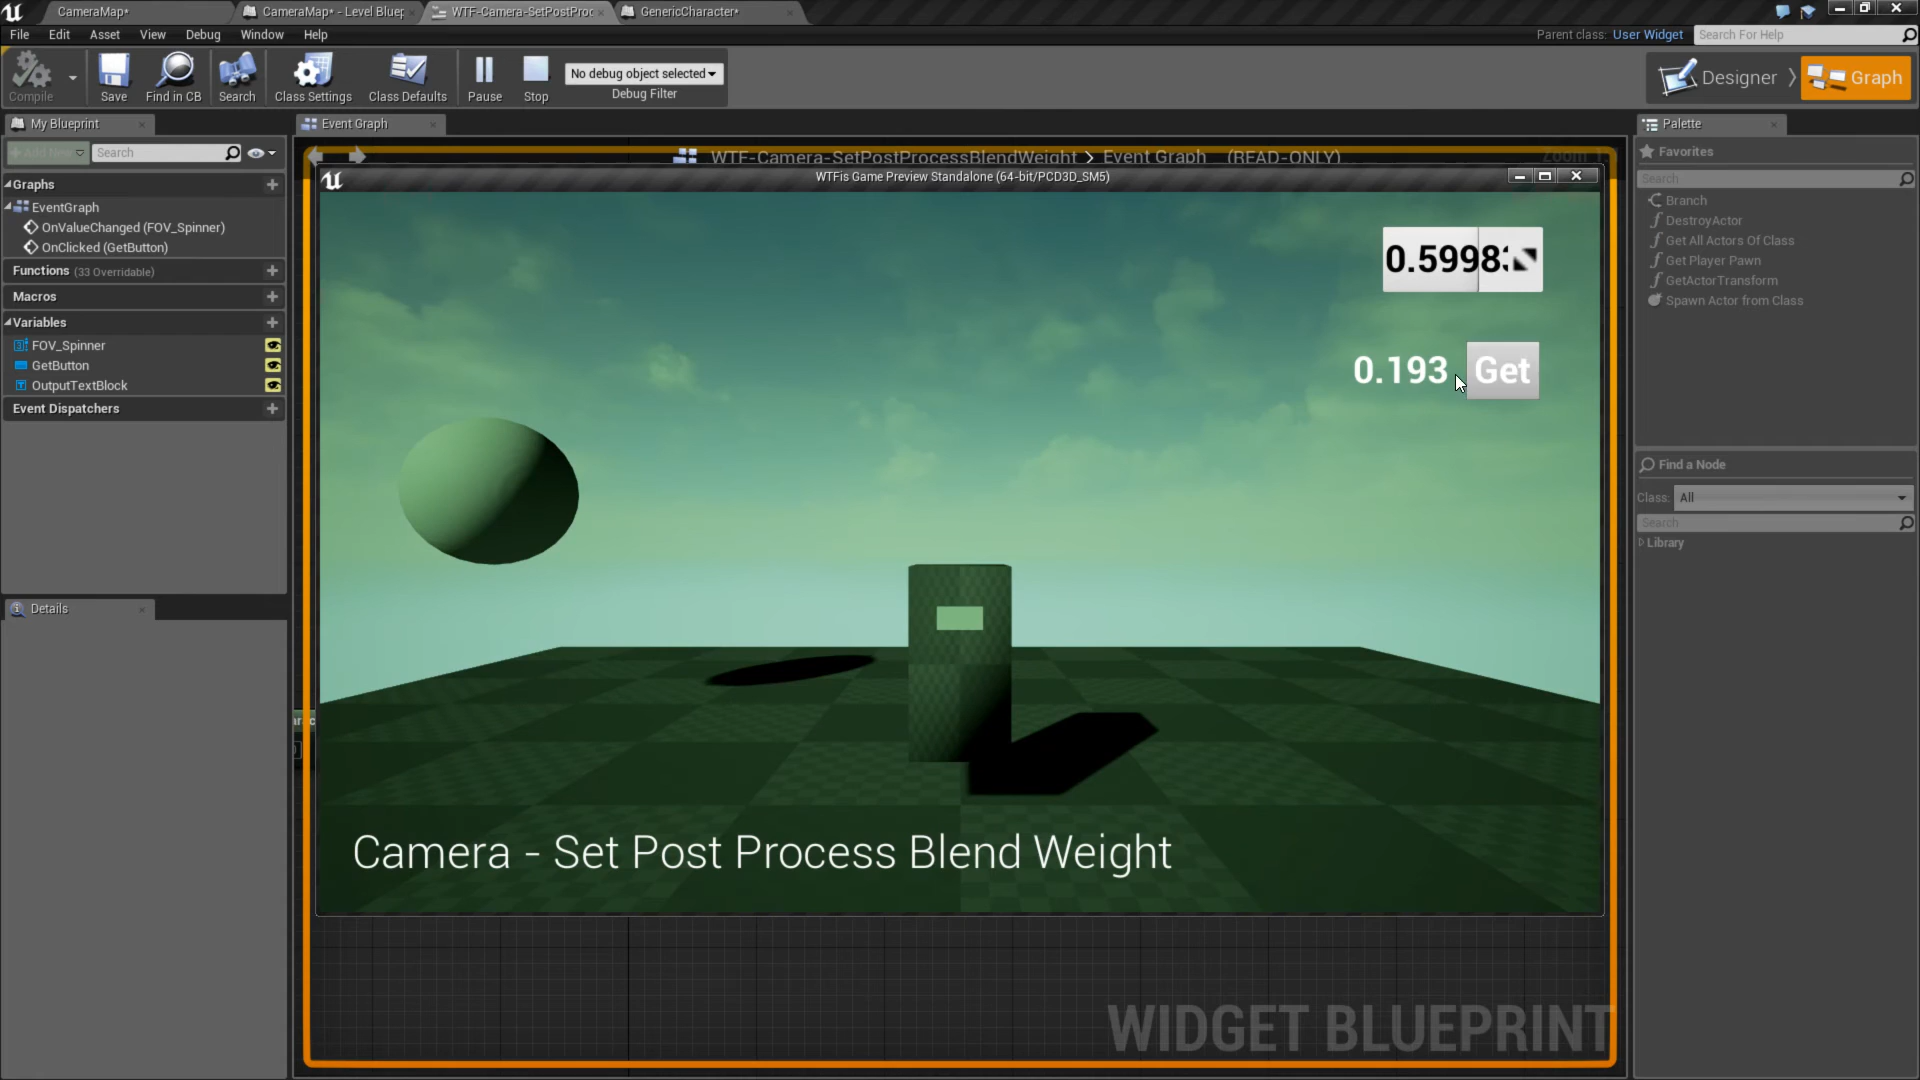 CameraMap*
CameraMap* - Level Bluep
WTF-Camera-SetPostProc
GenericCharacter*
File Edit Asset View Debug Window Help
Parent class: User Widget
Search For Help
Compile
Save
Find in CB
Search
Class Settings
Class Defaults
Pause
Stop
No debug object selected
Debug Filter
Designer
Graph
My Blueprint
Event Graph
Palette
Add New
Search
WTF-Camera-SetPostProcessBlendWeight > Event Graph (READ-ONLY)
Favorites
WTFis Game Preview Standalone (64-bit/PCD3D_SM5)
Search
Graphs
EventGraph
OnValueChanged (FOV_Spinner)
OnClicked (GetButton)
Functions (33 Overridable)
Macros
Variables
FOV_Spinner
GetButton
OutputTextBlock
Event Dispatchers
Branch
DestroyActor
Get All Actors Of Class
Get Player Pawn
GetActorTransform
Spawn Actor from Class
0.5998
0.193
Get
Find a Node
Class: All
Search
Library
Details
Camera - Set Post Process Blend Weight
WIDGET BLUEPRINT